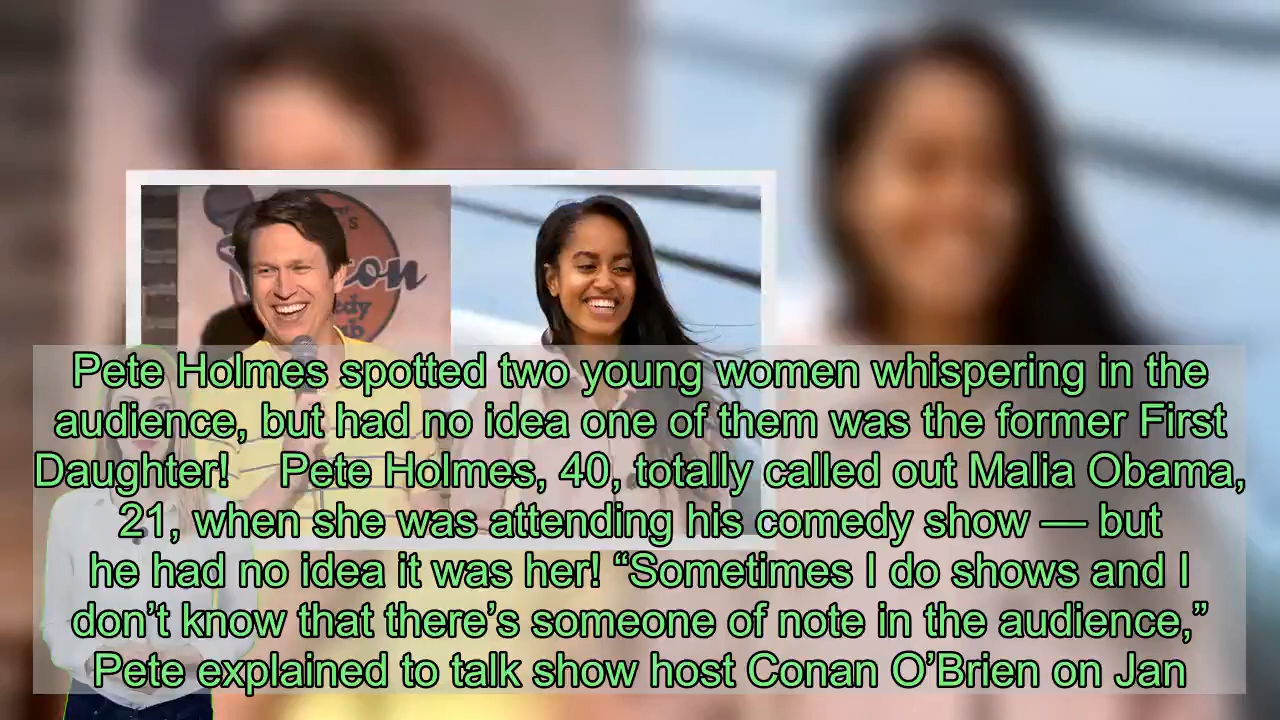 con
edy
ub
Pete Holmes spotted two young women whispering in the
audience, but had no idea one of them was the former First
Daughter! Pete Holmes, 40, totally called out Malia Obama,
21, when she was attending his comedy show — but
he had no idea it was her! “Sometimes I do shows and I
don’t know that there’s someone of note in the audience,”
Pete explained to talk show host Conan O’Brien on Jan